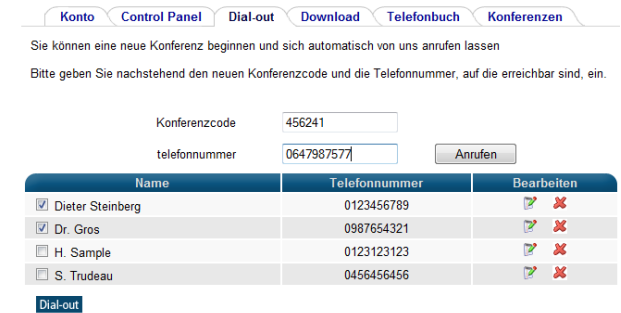 Konto Control Panel Dial-out Download Telefonbuch Konferenzen
Sie können eine neue Konferenz beginnen und sich automatisch von uns anrufen lassen
Bitte geben Sie nachstehend den neuen Konferenzcode und die Telefonnummer, auf die erreichbar sind, ein.
Konferenzcode 456241
telefonnummer 0647987577 Anrufen
Name Telefonnummer Bearbeiten
Dieter Steinberg 0123456789
Dr. Gros 0987654321
H. Sample 0123123123
S. Trudeau 0456456456
Dial-out